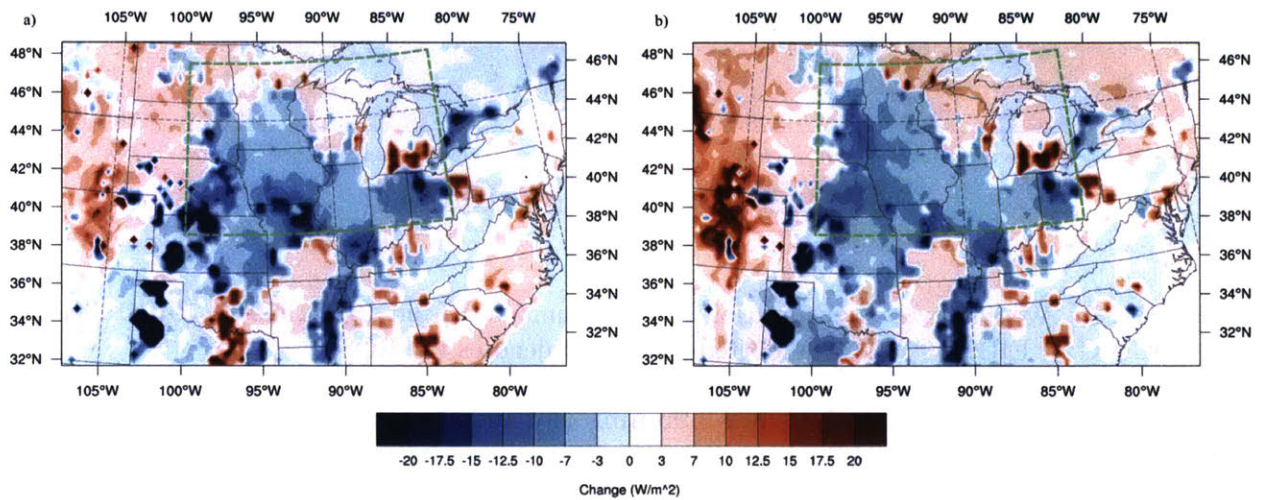 a) 105°W 100°W 95°W 90°W 85°W 80°W 75°W
b) 105°W 100°W 95°W 90°W 85°W 80°W 75°W
48°N 46°N 48°N 46°N
46°N 44°N 46°N 44°N
44°N 42°N 44°N 42°N
42°N 40°N 42°N 40°N
40°N 38°N 40°N 38°N
38°N 36°N 38°N 36°N
36°N 34°N 36°N 34°N
34°N 32°N 34°N 32°N
32°N 32°N
105°W 100°W 95°W 90°W 85°W 80°W 105°W 100°W 95°W 90°W 85°W 80°W
-20 -17.5 -15 -12.5 -10 -7 -3 0 3 7 10 12.5 15 17.5 20
Change (W/m^2)